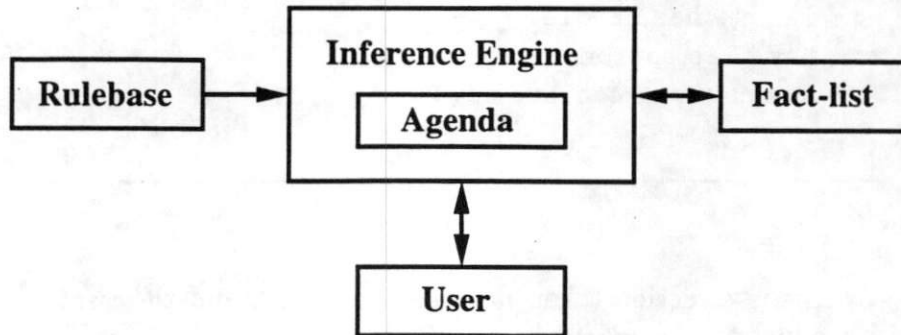 Inference Engine
Rulebase
Agenda
Fact-list
User